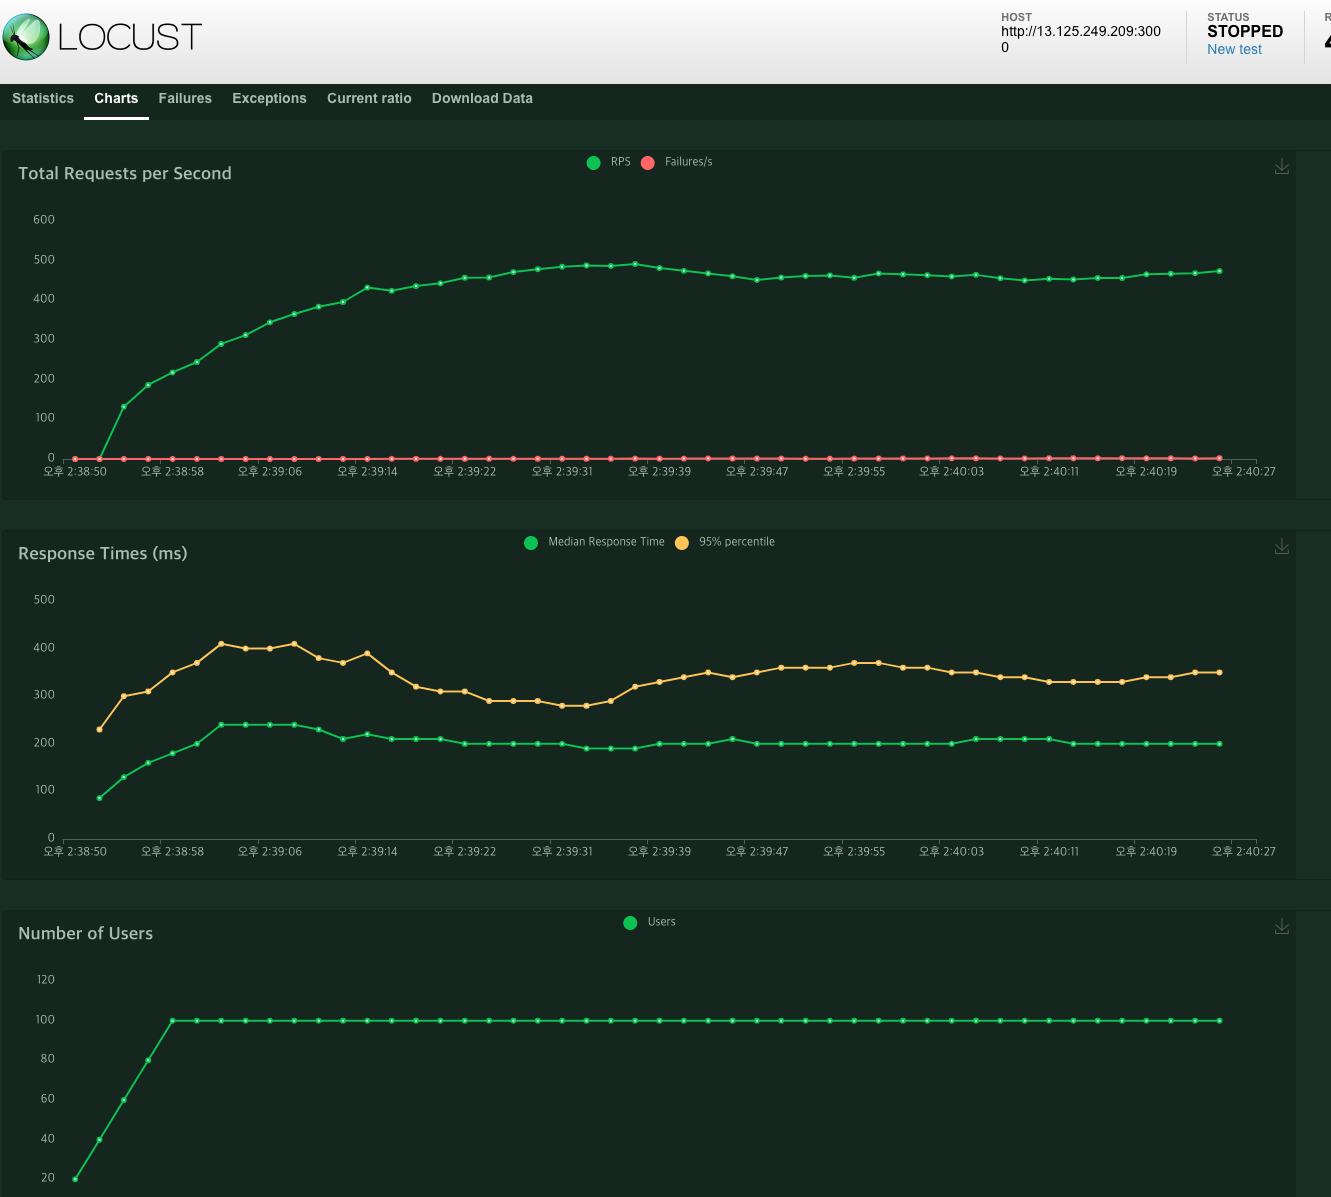 LOCUST
HOST
http://13.125.249.209:300
0
STATUS
STOPPED
New test
Statistics Charts Failures Exceptions Current ratio Download Data
Total Requests per Second
RPS Failures/s
600
500
400
300
200
100
0
오후 2:38:50 오후 2:38:58 오후 2:39:06 오후 2:39:14 오후 2:39:22 오후 2:39:31 오후 2:39:39 오후 2:39:47 오후 2:39:55 오후 2:40:03 오후 2:40:11 오후 2:40:19 오후 2:40:27
Response Times (ms)
Median Response Time 95% percentile
500
400
300
200
100
0
오후 2:38:50 오후 2:38:58 오후 2:39:06 오후 2:39:14 오후 2:39:22 오후 2:39:31 오후 2:39:39 오후 2:39:47 오후 2:39:55 오후 2:40:03 오후 2:40:11 오후 2:40:19 오후 2:40:27
Number of Users
Users
120
100
80
60
40
20